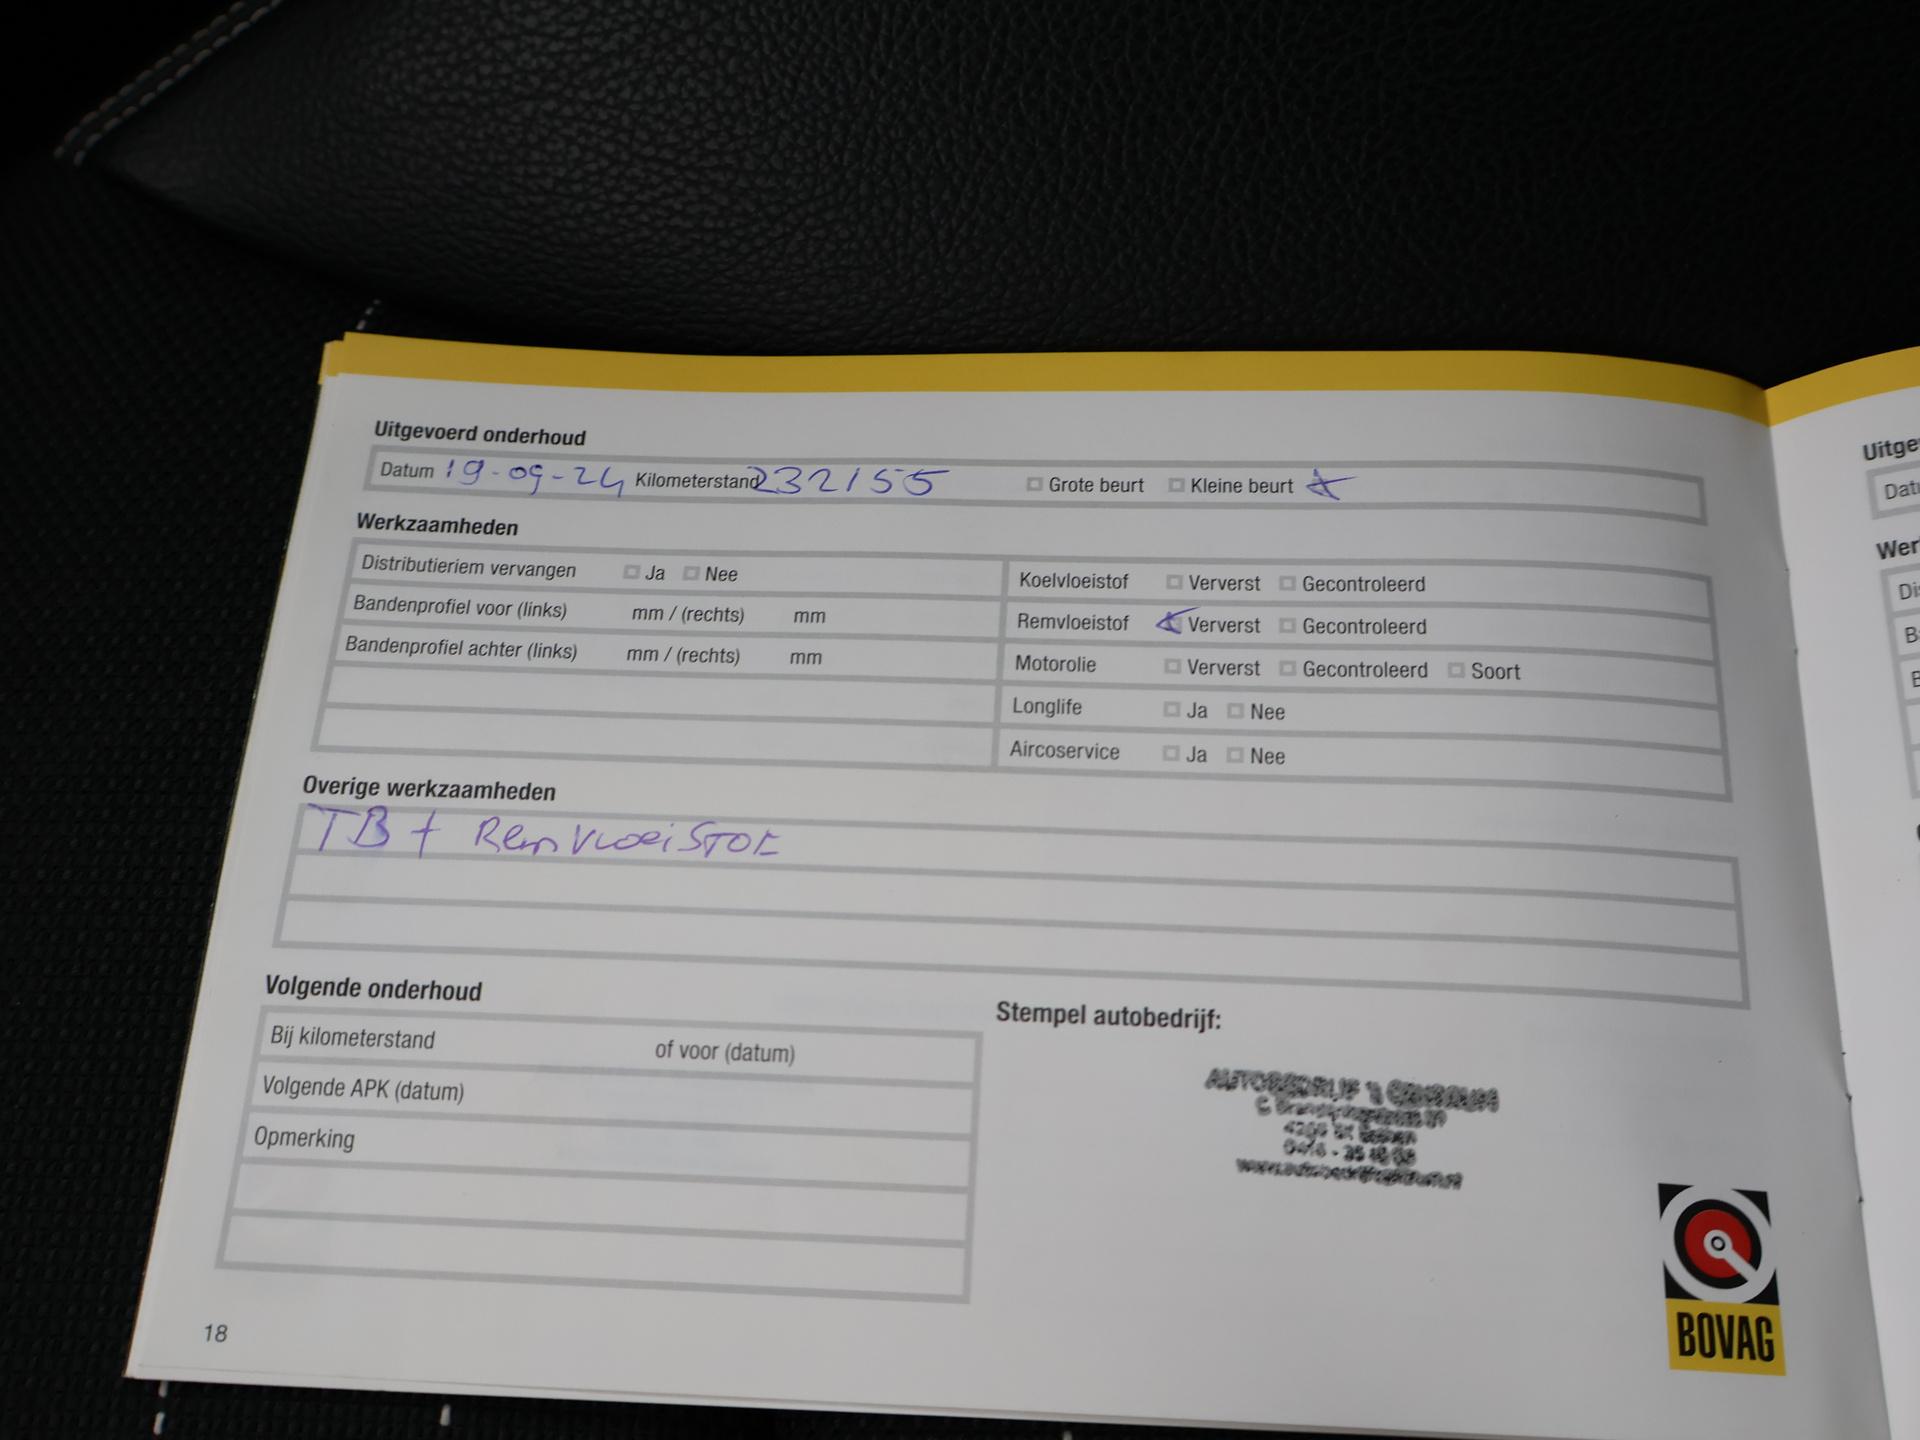 Uitgevoerd onderhoud
Datum 19-09-24 Kilometerstand 232155 Grote beurt Kleine beurt
Werkzaamheden
Distributieriem vervangen Ja Nee
Bandenprofiel voor (links) mm / (rechts) mm
Bandenprofiel achter (links) mm / (rechts) mm
Koelvloeistof Ververst Gecontroleerd
Remvloeistof Ververst Gecontroleerd
Motorolie Ververst Gecontroleerd Soort
Longlife Ja Nee
Aircoservice Ja Nee
Overige werkzaamheden
TB + RemVloeiSTOF
Volgende onderhoud
Bij kilometerstand of voor (datum)
Volgende APK (datum)
Opmerking
Stempel autobedrijf:
AUTOBEDRIJF
BOVAG
18